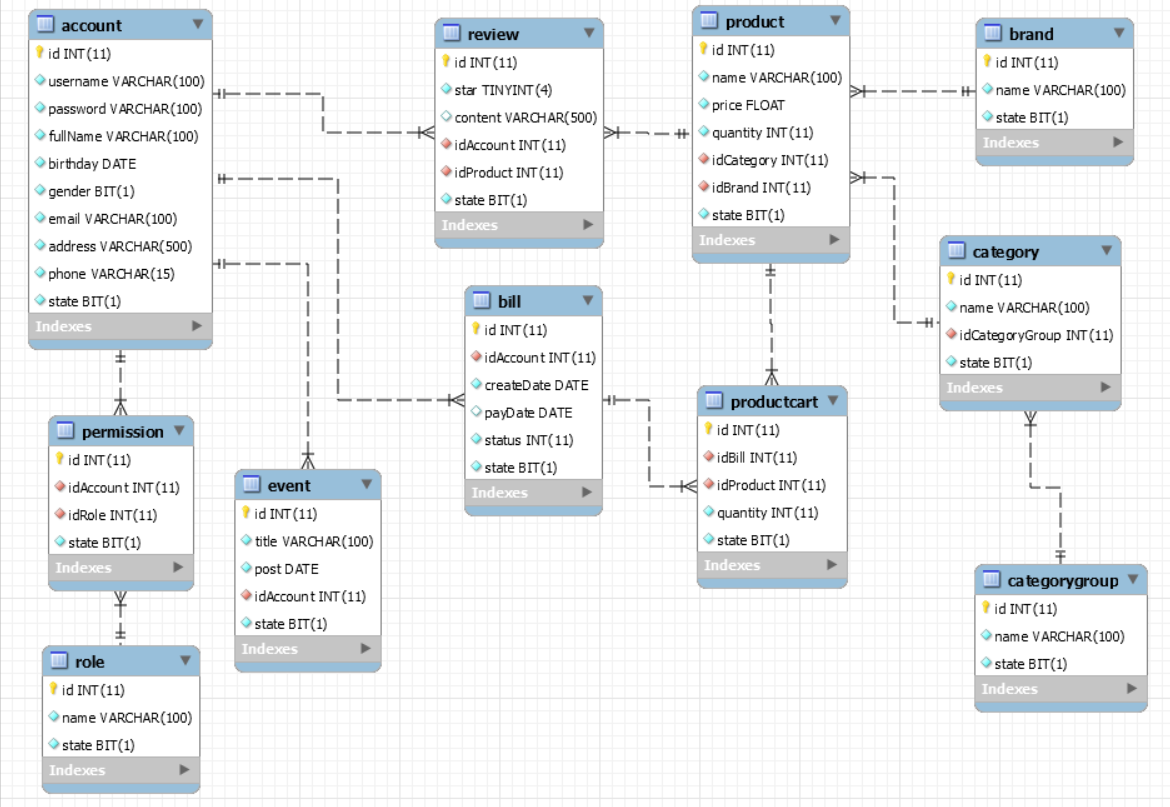 account
id INT(11)
username VARCHAR(100)
password VARCHAR(100)
fullName VARCHAR(100)
birthday DATE
gender BIT(1)
email VARCHAR(100)
address VARCHAR(500)
phone VARCHAR(15)
state BIT(1)
Indexes
review
id INT(11)
star TINYINT(4)
content VARCHAR(500)
idAccount INT(11)
idProduct INT(11)
state BIT(1)
Indexes
product
id INT(11)
name VARCHAR(100)
price FLOAT
quantity INT(11)
idCategory INT(11)
idBrand INT(11)
state BIT(1)
Indexes
brand
id INT(11)
name VARCHAR(100)
state BIT(1)
Indexes
category
id INT(11)
name VARCHAR(100)
idCategoryGroup INT(11)
state BIT(1)
Indexes
bill
id INT(11)
idAccount INT(11)
createDate DATE
payDate DATE
status INT(11)
state BIT(1)
Indexes
productcart
id INT(11)
idBill INT(11)
idProduct INT(11)
quantity INT(11)
state BIT(1)
Indexes
permission
id INT(11)
idAccount INT(11)
idRole INT(11)
state BIT(1)
Indexes
event
id INT(11)
title VARCHAR(100)
post DATE
idAccount INT(11)
state BIT(1)
Indexes
categorygroup
id INT(11)
name VARCHAR(100)
state BIT(1)
Indexes
role
id INT(11)
name VARCHAR(100)
state BIT(1)
Indexes